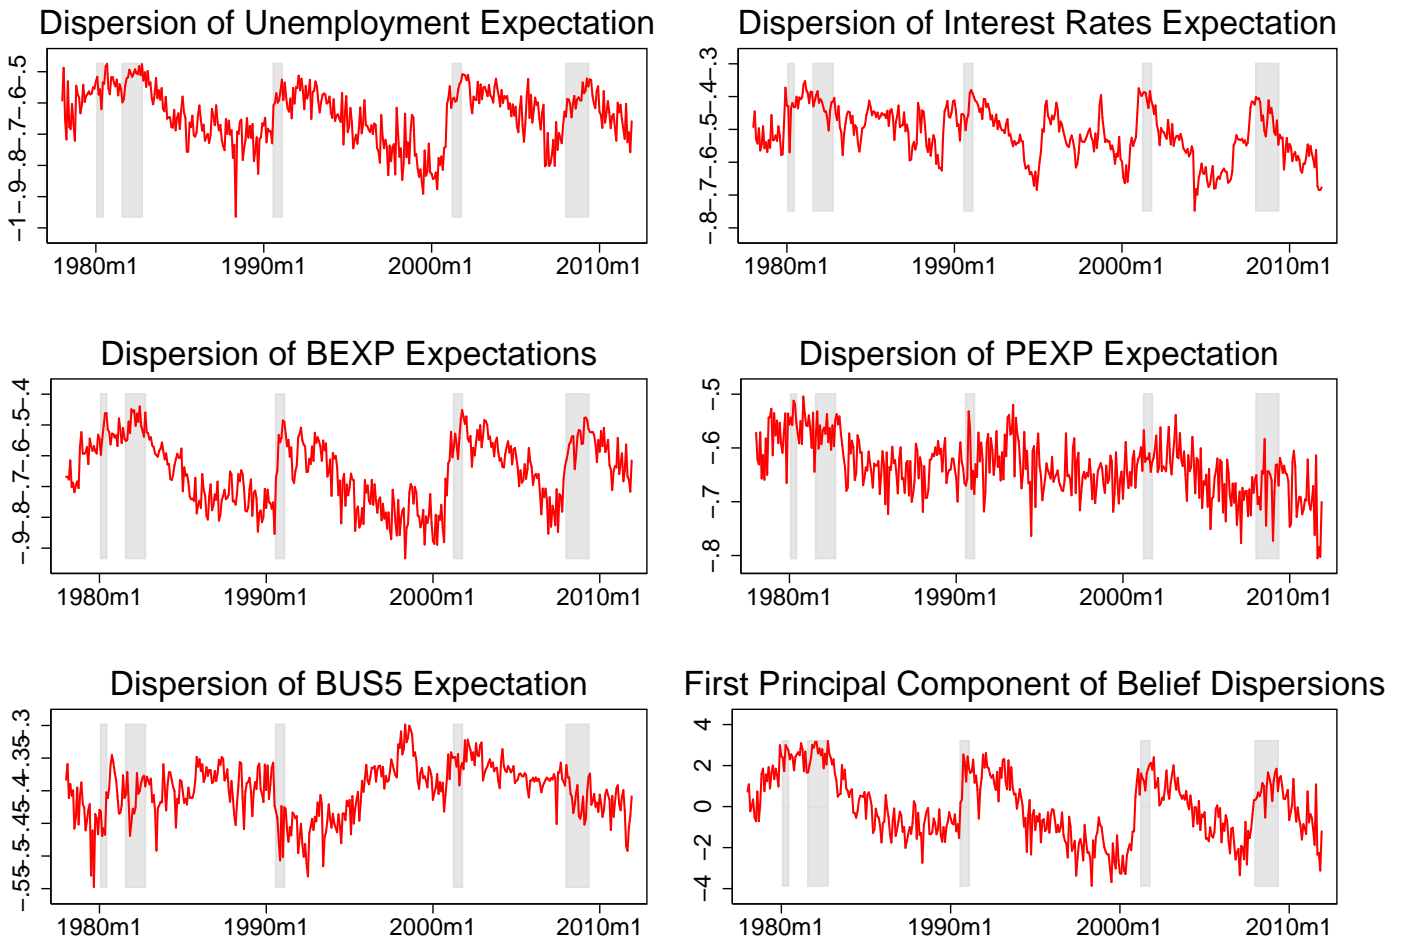 Dispersion of Unemployment Expectation
−1−.9−.8−.7−.6−.5
1980m1 1990m1 2000m1 2010m1
Dispersion of Interest Rates Expectation
−.8−.7−.6−.5−.4−.3
1980m1 1990m1 2000m1 2010m1
Dispersion of BEXP Expectations
−.9−.8−.7−.6−.5−.4
1980m1 1990m1 2000m1 2010m1
Dispersion of PEXP Expectation
−.8 −.7 −.6 −.5
1980m1 1990m1 2000m1 2010m1
Dispersion of BUS5 Expectation
−.55−.5−.45−.4−.35−.3
1980m1 1990m1 2000m1 2010m1
First Principal Component of Belief Dispersions
−4 −2 0 2 4
1980m1 1990m1 2000m1 2010m1